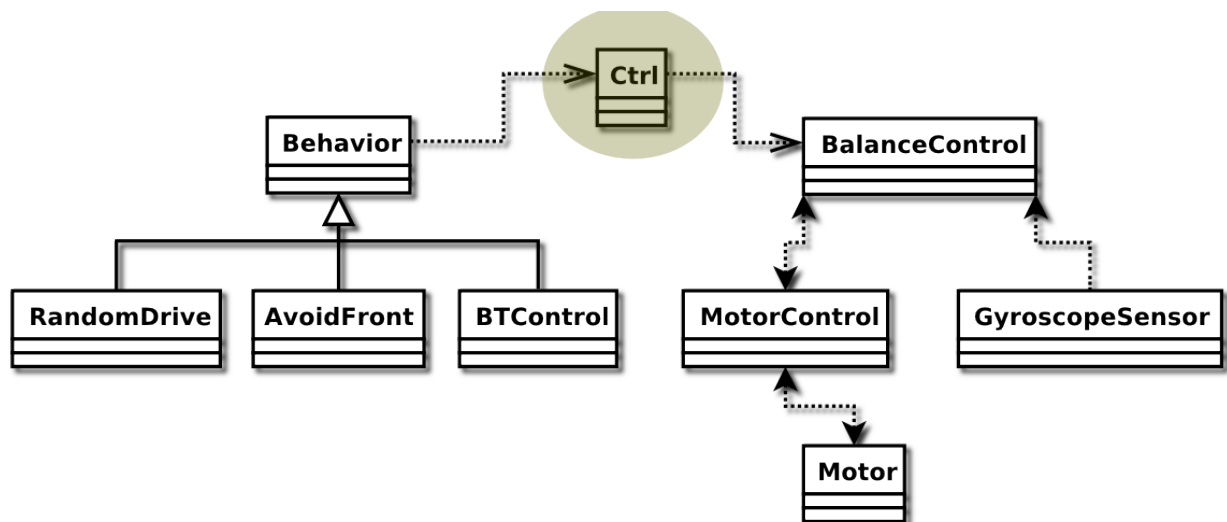 Ctrl
Behavior
BalanceControl
RandomDrive
AvoidFront
BTControl
MotorControl
GyroscopeSensor
Motor